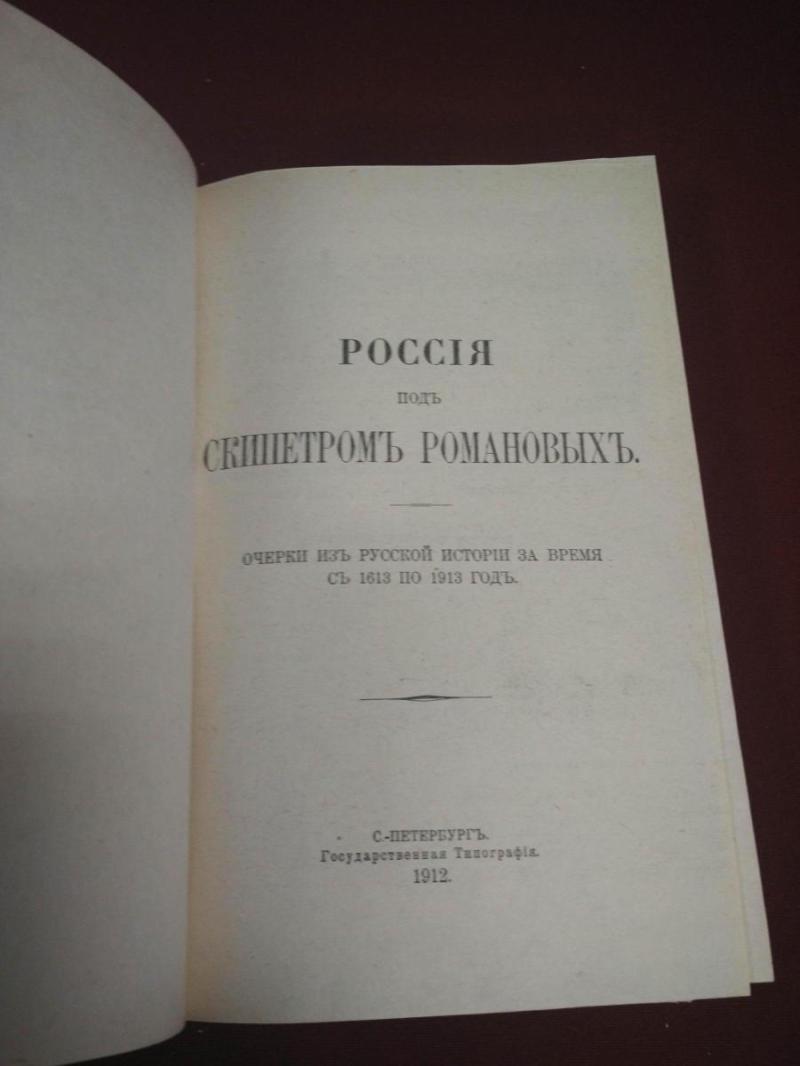 РОССІЯ
ПОДЪ
СКИПЕТРОМЪ РОМАНОВЫХЪ.
ОЧЕРКИ ИЗЪ РУССКОЙ ИСТОРІИ ЗА ВРЕМЯ
СЪ 1613 ПО 1913 ГОДЪ.
С.-ПЕТЕРБУРГЪ.
Государственная Типографія.
1912.